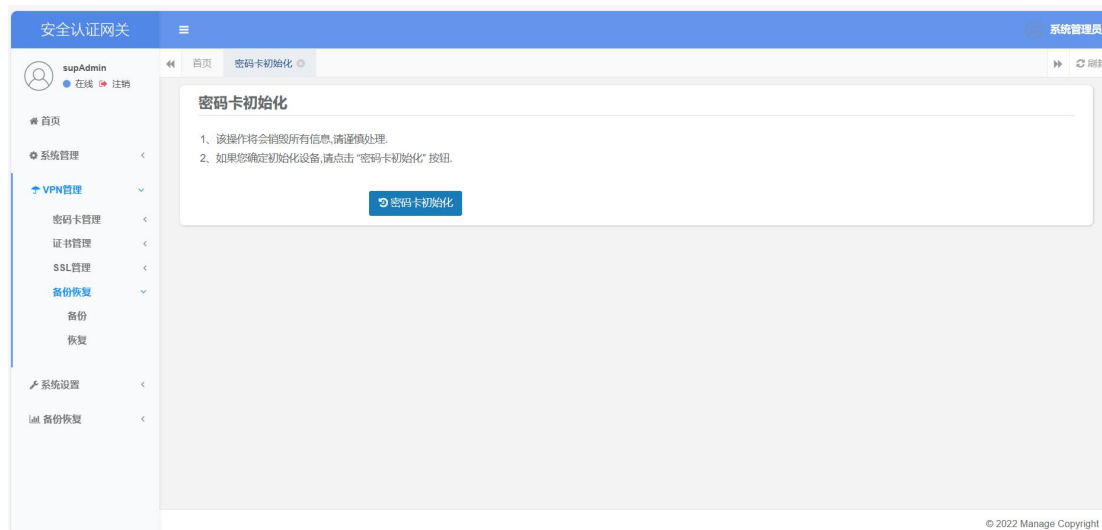 安全认证网关
系统管理员
supAdmin
在线 注销
首页 密码卡初始化
首页
系统管理
VPN管理
密码卡管理
证书管理
SSL管理
备份恢复
备份
恢复
系统设置
备份恢复
密码卡初始化
1、该操作将会销毁所有信息,请谨慎处理.
2、如果您确定初始化设备,请点击 “密码卡初始化” 按钮.
密码卡初始化
© 2022 Manage Copyright